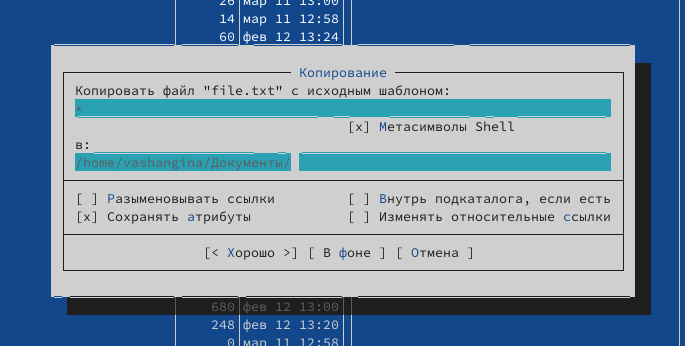 26 мар 11 13:00
14 мар 11 12:58
60 фев 12 13:24
Копирование
Копировать файл "file.txt" с исходным шаблоном:
*
[x] Метасимволы Shell
в:
/home/vashangina/Документы/
[ ] Разыменовывать ссылки [ ] Внутрь подкаталога, если есть
[x] Сохранять атрибуты [ ] Изменять относительные ссылки
[< Хорошо >] [ В фоне ] [ Отмена ]
680 фев 12 13:00
248 фев 12 13:20
0 мар 11 12:58